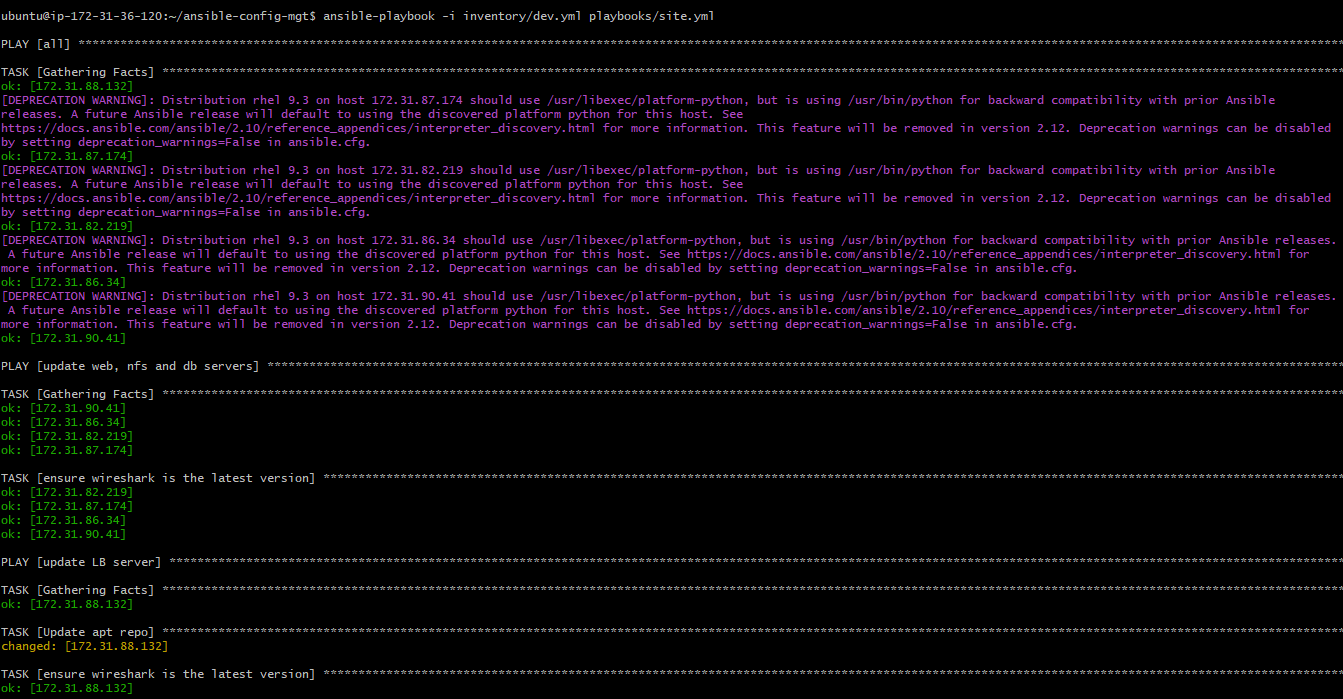 ubuntu@ip-172-31-36-120:~/ansible-config-mgt$ ansible-playbook -i inventory/dev.yml playbooks/site.yml
PLAY [all] ****************************************************************************************************************************************************************************
TASK [Gathering Facts] ****************************************************************************************************************************************************************
ok: [172.31.88.132]
[DEPRECATION WARNING]: Distribution rhel 9.3 on host 172.31.87.174 should use /usr/libexec/platform-python, but is using /usr/bin/python for backward compatibility with prior Ansible
releases. A future Ansible release will default to using the discovered platform python for this host. See
https://docs.ansible.com/ansible/2.10/reference_appendices/interpreter_discovery.html for more information. This feature will be removed in version 2.12. Deprecation warnings can be disabled
by setting deprecation_warnings=False in ansible.cfg.
ok: [172.31.87.174]
[DEPRECATION WARNING]: Distribution rhel 9.3 on host 172.31.82.219 should use /usr/libexec/platform-python, but is using /usr/bin/python for backward compatibility with prior Ansible
releases. A future Ansible release will default to using the discovered platform python for this host. See
https://docs.ansible.com/ansible/2.10/reference_appendices/interpreter_discovery.html for more information. This feature will be removed in version 2.12. Deprecation warnings can be disabled
by setting deprecation_warnings=False in ansible.cfg.
ok: [172.31.82.219]
[DEPRECATION WARNING]: Distribution rhel 9.3 on host 172.31.86.34 should use /usr/libexec/platform-python, but is using /usr/bin/python for backward compatibility with prior Ansible releases.
A future Ansible release will default to using the discovered platform python for this host. See https://docs.ansible.com/ansible/2.10/reference_appendices/interpreter_discovery.html for
more information. This feature will be removed in version 2.12. Deprecation warnings can be disabled by setting deprecation_warnings=False in ansible.cfg.
ok: [172.31.86.34]
[DEPRECATION WARNING]: Distribution rhel 9.3 on host 172.31.90.41 should use /usr/libexec/platform-python, but is using /usr/bin/python for backward compatibility with prior Ansible releases.
A future Ansible release will default to using the discovered platform python for this host. See https://docs.ansible.com/ansible/2.10/reference_appendices/interpreter_discovery.html for
more information. This feature will be removed in version 2.12. Deprecation warnings can be disabled by setting deprecation_warnings=False in ansible.cfg.
ok: [172.31.90.41]
PLAY [update web, nfs and db servers] *************************************************************************************************************************************************
TASK [Gathering Facts] ****************************************************************************************************************************************************************
ok: [172.31.90.41]
ok: [172.31.86.34]
ok: [172.31.82.219]
ok: [172.31.87.174]
TASK [ensure wireshark is the latest version] *****************************************************************************************************************************************
ok: [172.31.82.219]
ok: [172.31.87.174]
ok: [172.31.86.34]
ok: [172.31.90.41]
PLAY [update LB server] ***************************************************************************************************************************************************************
TASK [Gathering Facts] ****************************************************************************************************************************************************************
ok: [172.31.88.132]
TASK [Update apt repo] ****************************************************************************************************************************************************************
changed: [172.31.88.132]
TASK [ensure wireshark is the latest version] *****************************************************************************************************************************************
ok: [172.31.88.132]